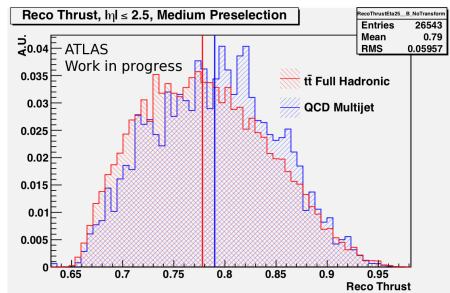 Reco Thrust, |η| ≤ 2.5, Medium Preselection
RecoThrustEta25__B_NoTransform
Entries 26543
Mean 0.79
RMS 0.05957
A.U.
ATLAS
Work in progress
tt̄ Full Hadronic
QCD Multijet
0.04
0.035
0.03
0.025
0.02
0.015
0.01
0.005
0
0.65 0.7 0.75 0.8 0.85 0.9 0.95
Reco Thrust